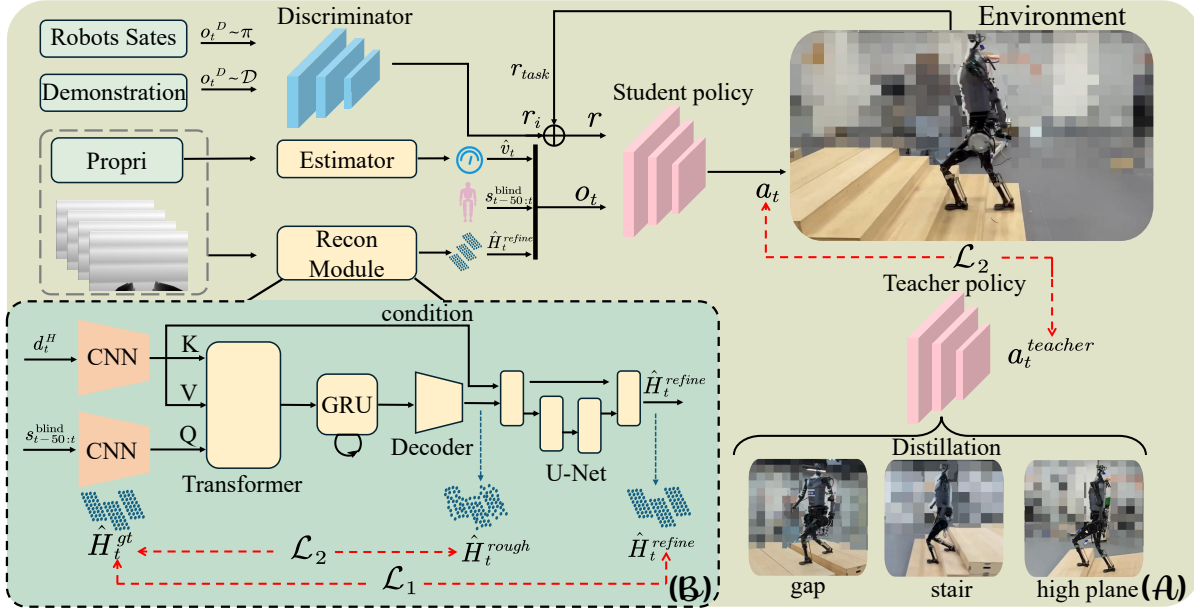 Robots Sates
o_t^D ~ π
Discriminator
Demonstration
o_t^D ~ 𝒟
r_task
Environment
Student policy
r_i
r
Propri
Estimator
v̂_t
s_{t-50:t}^{blind}
o_t
a_t
Recon
Module
Ĥ_t^{refine}
ℒ_2
Teacher policy
a_t^{teacher}
condition
d_t^H
CNN
K
V
GRU
Decoder
Ĥ_t^{refine}
s_{t-50:t}^{blind}
CNN
Q
Transformer
U-Net
Distillation
Ĥ_t^{gt}
ℒ_2
Ĥ_t^{rough}
Ĥ_t^{refine}
ℒ_1
(B)
gap
stair
high plane
(A)